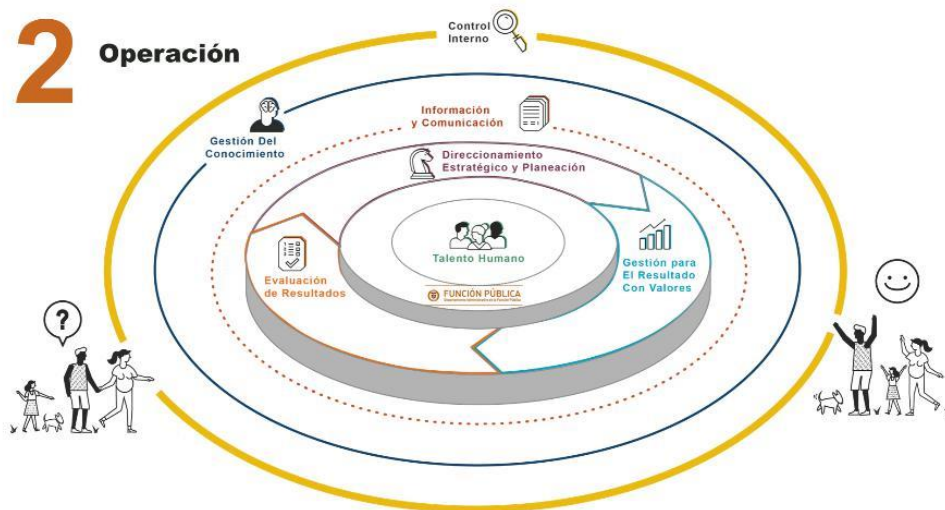 2 Operación
Control
Interno
Información
y Comunicación
Gestión Del
Conocimiento
Direccionamiento
Estratégico y Planeación
Talento Humano
Evaluación
de Resultados
Gestión para
El Resultado
Con Valores
FUNCIÓN PÚBLICA
?